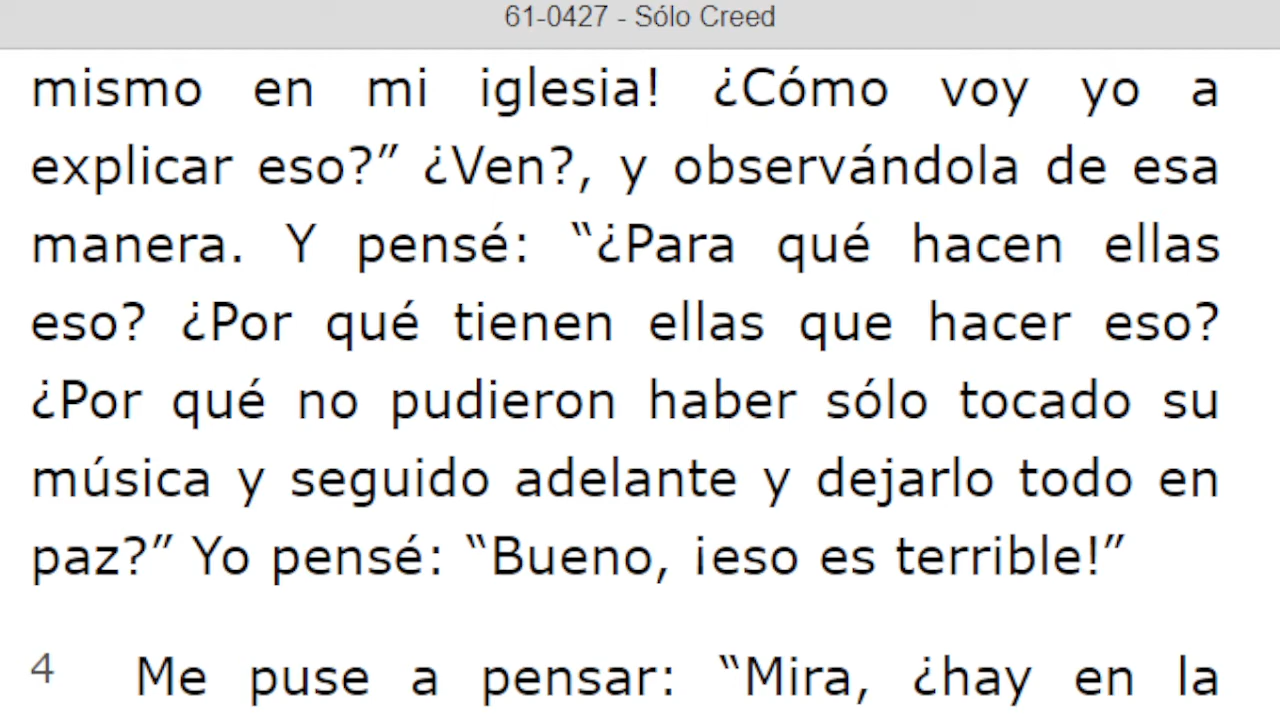 61-0427 - Sólo Creed
mismo en mi iglesia! ¿Cómo voy yo a
explicar eso?” ¿Ven?, y observándola de esa
manera. Y pensé: “¿Para qué hacen ellas
eso? ¿Por qué tienen ellas que hacer eso?
¿Por qué no pudieron haber sólo tocado su
música y seguido adelante y dejarlo todo en
paz?” Yo pensé: “Bueno, ¡eso es terrible!”
4 Me puse a pensar: “Mira, ¿hay en la